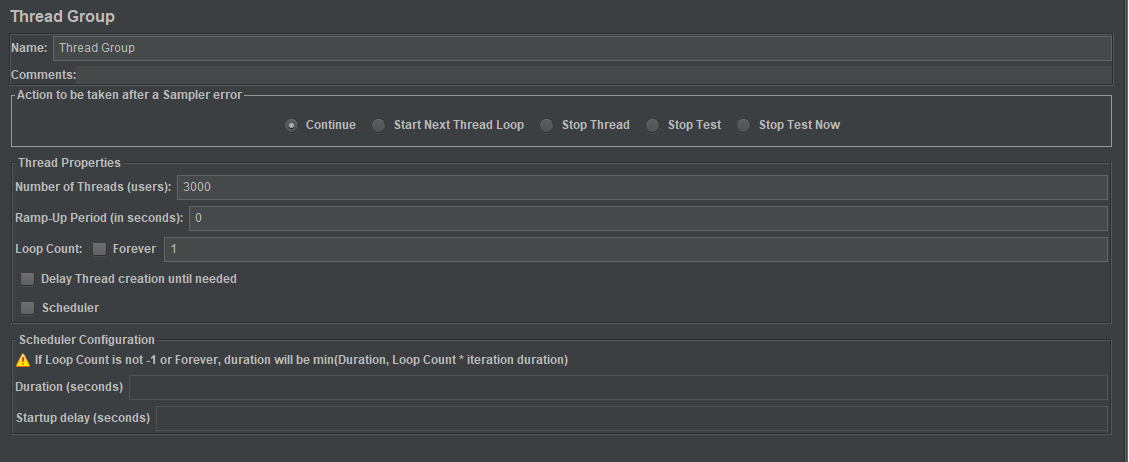 Thread Group
Name: Thread Group
Comments:
Action to be taken after a Sampler error
Continue Start Next Thread Loop Stop Thread Stop Test Stop Test Now
Thread Properties
Number of Threads (users): 3000
Ramp-Up Period (in seconds): 0
Loop Count: Forever 1
Delay Thread creation until needed
Scheduler
Scheduler Configuration
If Loop Count is not -1 or Forever, duration will be min(Duration, Loop Count * iteration duration)
Duration (seconds)
Startup delay (seconds)